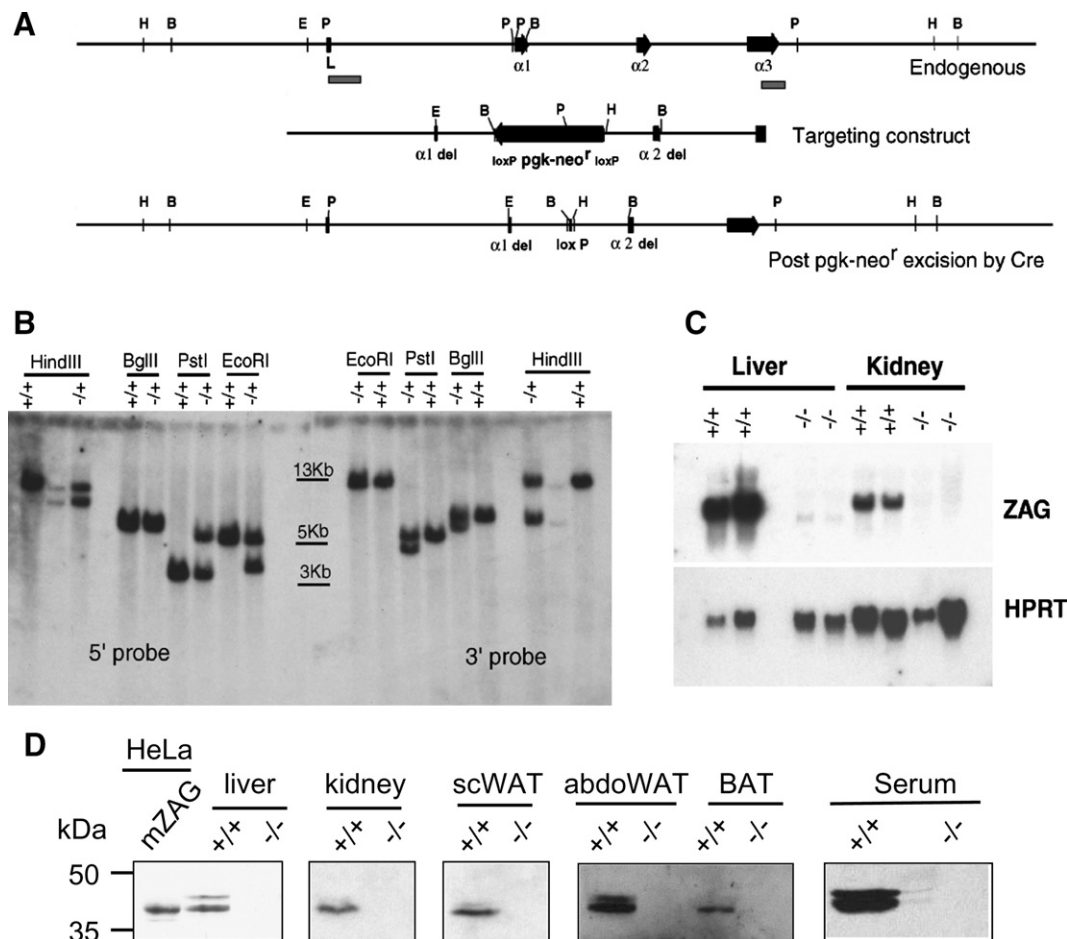 A
H B E P P P B P H B
L α1 α2 α3
Endogenous
E B P H B
α1 del loxP pgk-neoʳ loxP α 2 del
Targeting construct
H B E P E B H B P H B
α1 del lox P α 2 del
Post pgk-neoʳ excision by Cre
B
HindIII BglII PstI EcoRI EcoRI PstI BglII HindIII
+/+ -/+ +/+ -/+ +/+ -/+ +/+ -/+ -/+ +/+ -/+ +/+ -/+ +/+ -/+ +/+
13Kb
5Kb
3Kb
5' probe 3' probe
C
Liver Kidney
+/+ +/+ -/- -/- +/+ +/+ -/- -/-
ZAG
HPRT
D
HeLa liver kidney scWAT abdoWAT BAT Serum
kDa mZAG +/+ -/- +/+ -/- +/+ -/- +/+ -/- +/+ -/- +/+ -/-
50
35